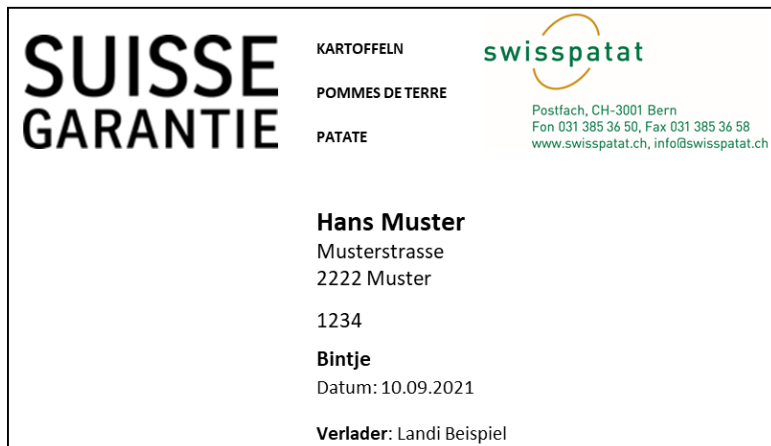 SUISSE
GARANTIE
KARTOFFELN
POMMES DE TERRE
PATATE
swisspatat
Postfach, CH-3001 Bern
Fon 031 385 36 50, Fax 031 385 36 58
www.swisspatat.ch, info@swisspatat.ch
Hans Muster
Musterstrasse
2222 Muster
1234
Bintje
Datum: 10.09.2021
Verlader: Landi Beispiel